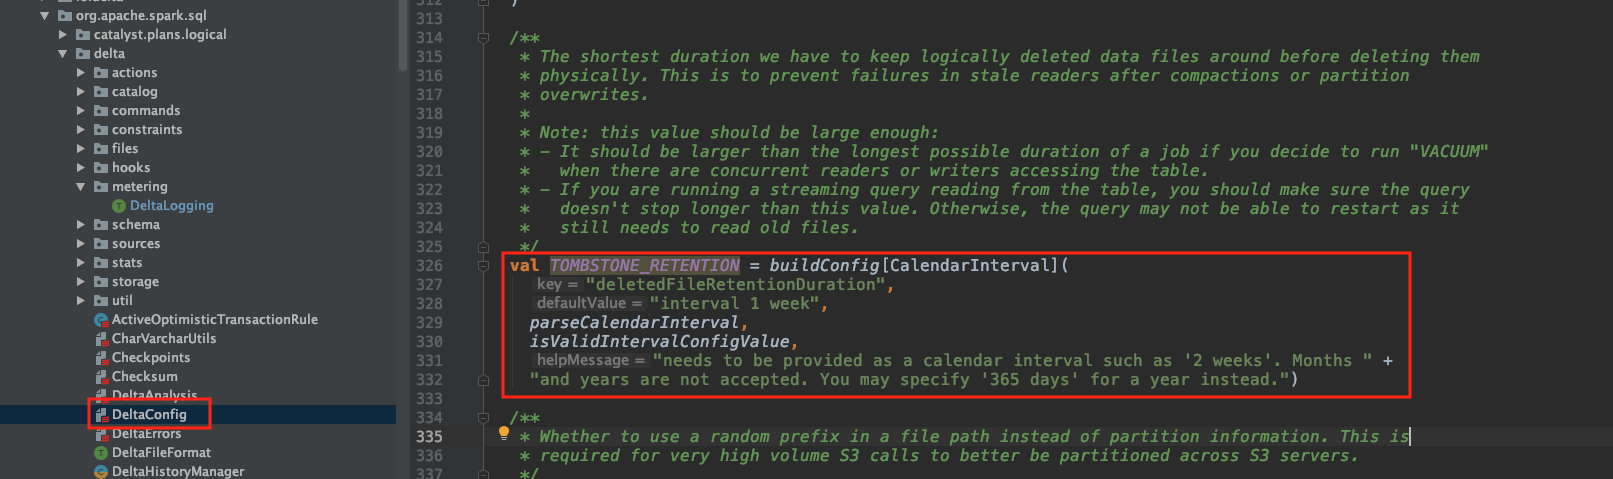 org.apache.spark.sql
catalyst.plans.logical
delta
actions
catalog
commands
constraints
files
hooks
metering
DeltaLogging
schema
sources
stats
storage
util
ActiveOptimisticTransactionRule
CharVarcharUtils
Checkpoints
Checksum
DeltaAnalysis
DeltaConfig
DeltaErrors
DeltaFileFormat
DeltaHistoryManager
312 )
313
314 /**
315 * The shortest duration we have to keep logically deleted data files around before deleting them
316 * physically. This is to prevent failures in stale readers after compactions or partition
317 * overwrites.
318 *
319 * Note: this value should be large enough:
320 * - It should be larger than the longest possible duration of a job if you decide to run "VACUUM"
321 *   when there are concurrent readers or writers accessing the table.
322 * - If you are running a streaming query reading from the table, you should make sure the query
323 *   doesn't stop longer than this value. Otherwise, the query may not be able to restart as it
324 *   still needs to read old files.
325 */
326 val TOMBSTONE_RETENTION = buildConfig[CalendarInterval](
327 key = "deletedFileRetentionDuration",
328 defaultValue = "interval 1 week",
329 parseCalendarInterval,
330 isValidIntervalConfigValue,
331 helpMessage = "needs to be provided as a calendar interval such as '2 weeks'. Months " +
332 "and years are not accepted. You may specify '365 days' for a year instead.")
333
334 /**
335 * Whether to use a random prefix in a file path instead of partition information. This is
336 * required for very high volume S3 calls to better be partitioned across S3 servers.
337 */